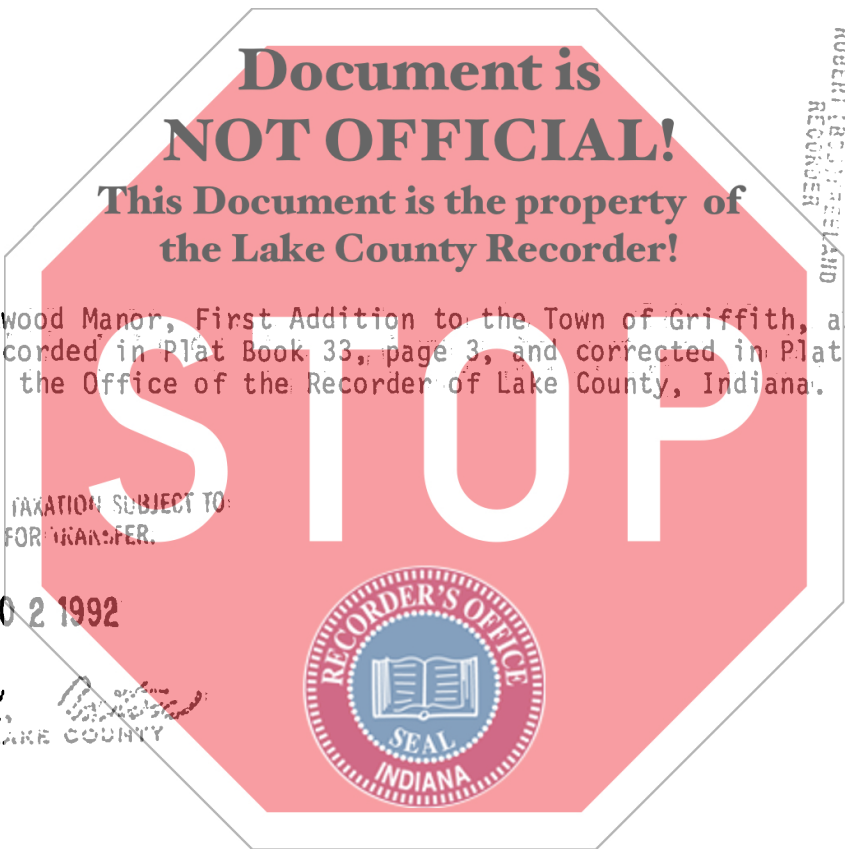 Document is
NOT OFFICIAL!
This Document is the property of
the Lake County Recorder!
RECORDER
wood Manor, First Addition to the Town of Griffith, a
corded in Plat Book 33, page 3, and corrected in Plat
the Office of the Recorder of Lake County, Indiana.
STOP
TAXATION SUBJECT TO
FOR TRANSFER.
0 2 1992
LAKE COUNTY
RECORDER'S OFFICE
SEAL
INDIANA